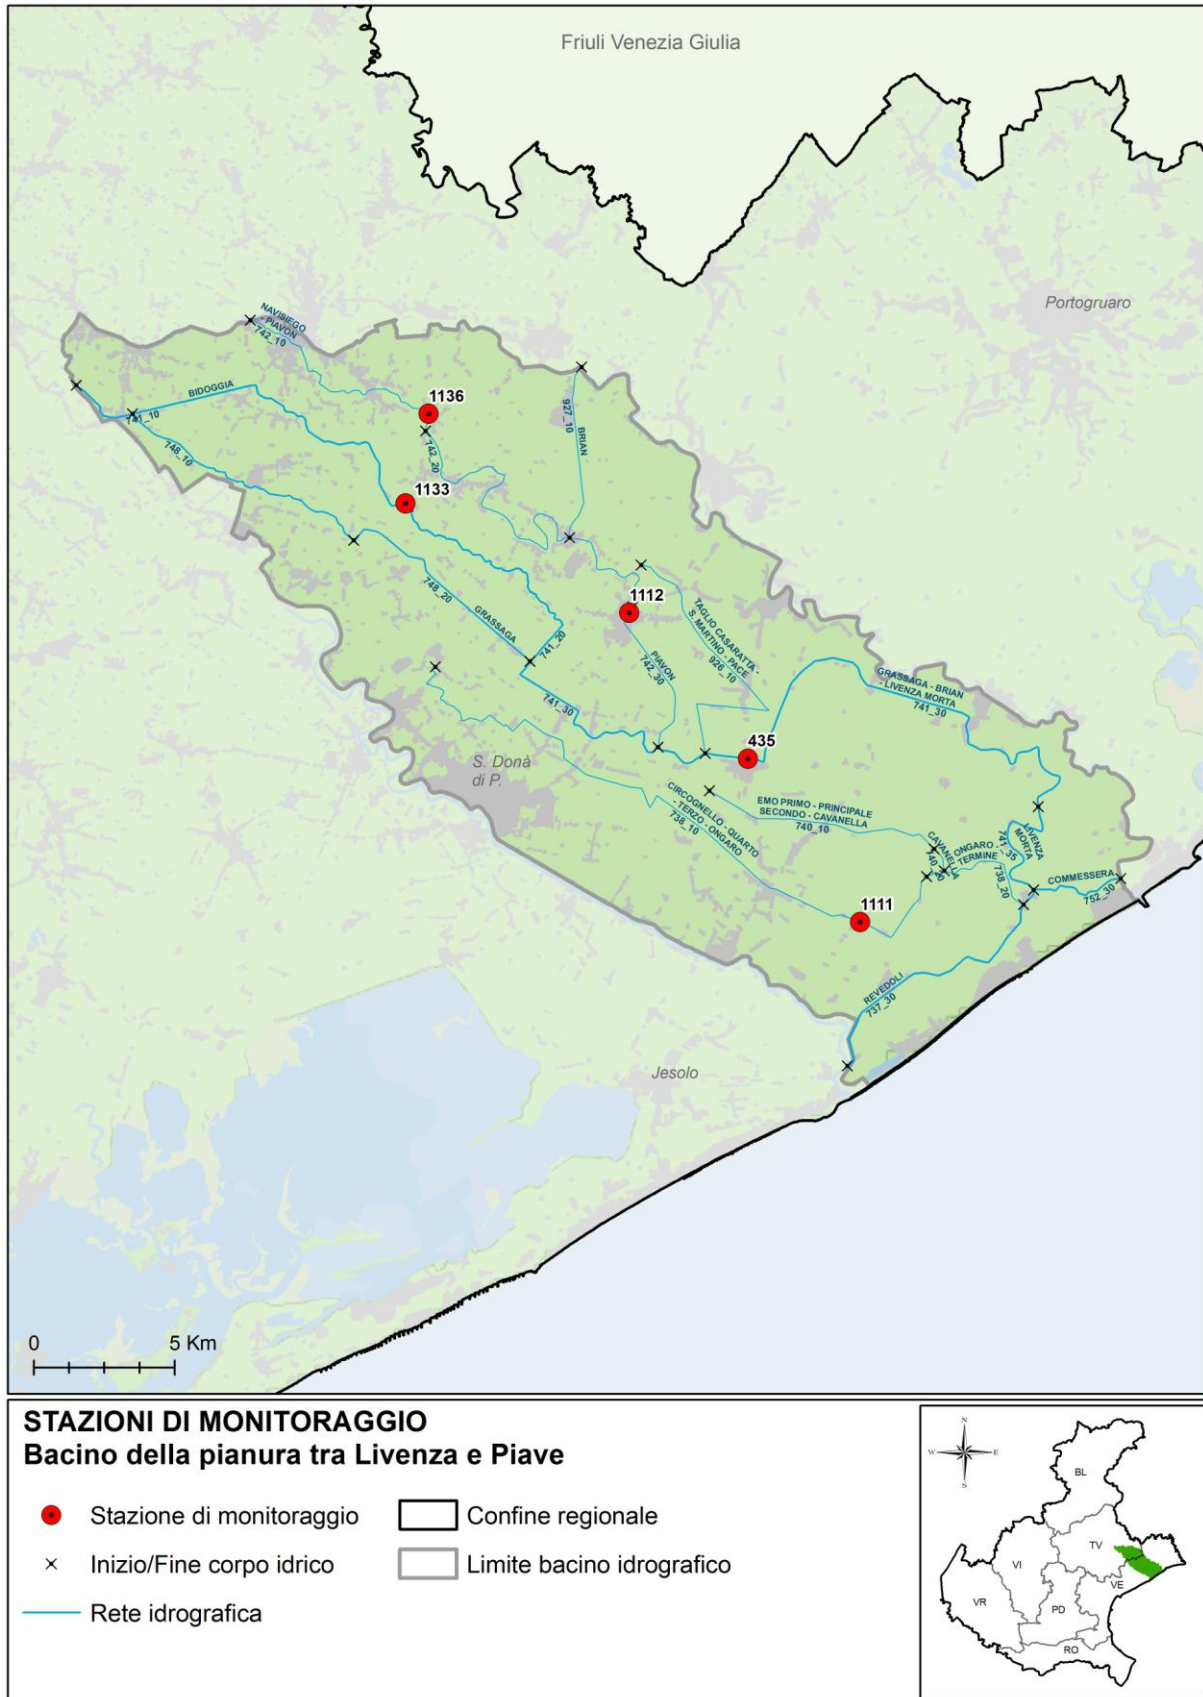 Friuli Venezia Giulia
Portogruaro
NAVISIEGO
- PIAVON
742_10
BIDOGGIA
741_10
748_10
1136
742_20
927_10
BRIAN
1133
748_20
GRASSAGA
741_20
1112
TAGLIO CASARATTA -
S. MARTINO - PACE
926_10
PIAVON
742_30
741_30
GRASSAGA - BRIAN
- LIVENZA MORTA
741_30
435
S. Donà
di P.
CIRCOGNELLO - QUARTO
- TERZO - ONGARO
738_10
EMO PRIMO - PRINCIPALE
SECONDO - CAVANELLA
740_10
CAVANELLA
740_20
ONGARO -
TERMINE
738_20
LIVENZA
MORTA
741_35
COMMESSERA
752_30
1111
REVEDOLI
737_30
Jesolo
0 5 Km
STAZIONI DI MONITORAGGIO
Bacino della pianura tra Livenza e Piave
Stazione di monitoraggio
Confine regionale
Inizio/Fine corpo idrico
Limite bacino idrografico
Rete idrografica
N
W E
S
BL
TV
VI
VE
VR
PD
RO